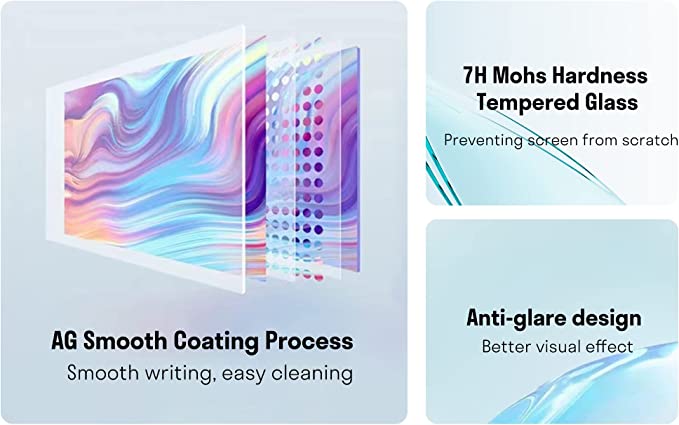 AG Smooth Coating Process
Smooth writing, easy cleaning
7H Mohs Hardness
Tempered Glass
Preventing screen from scratch
Anti-glare design
Better visual effect